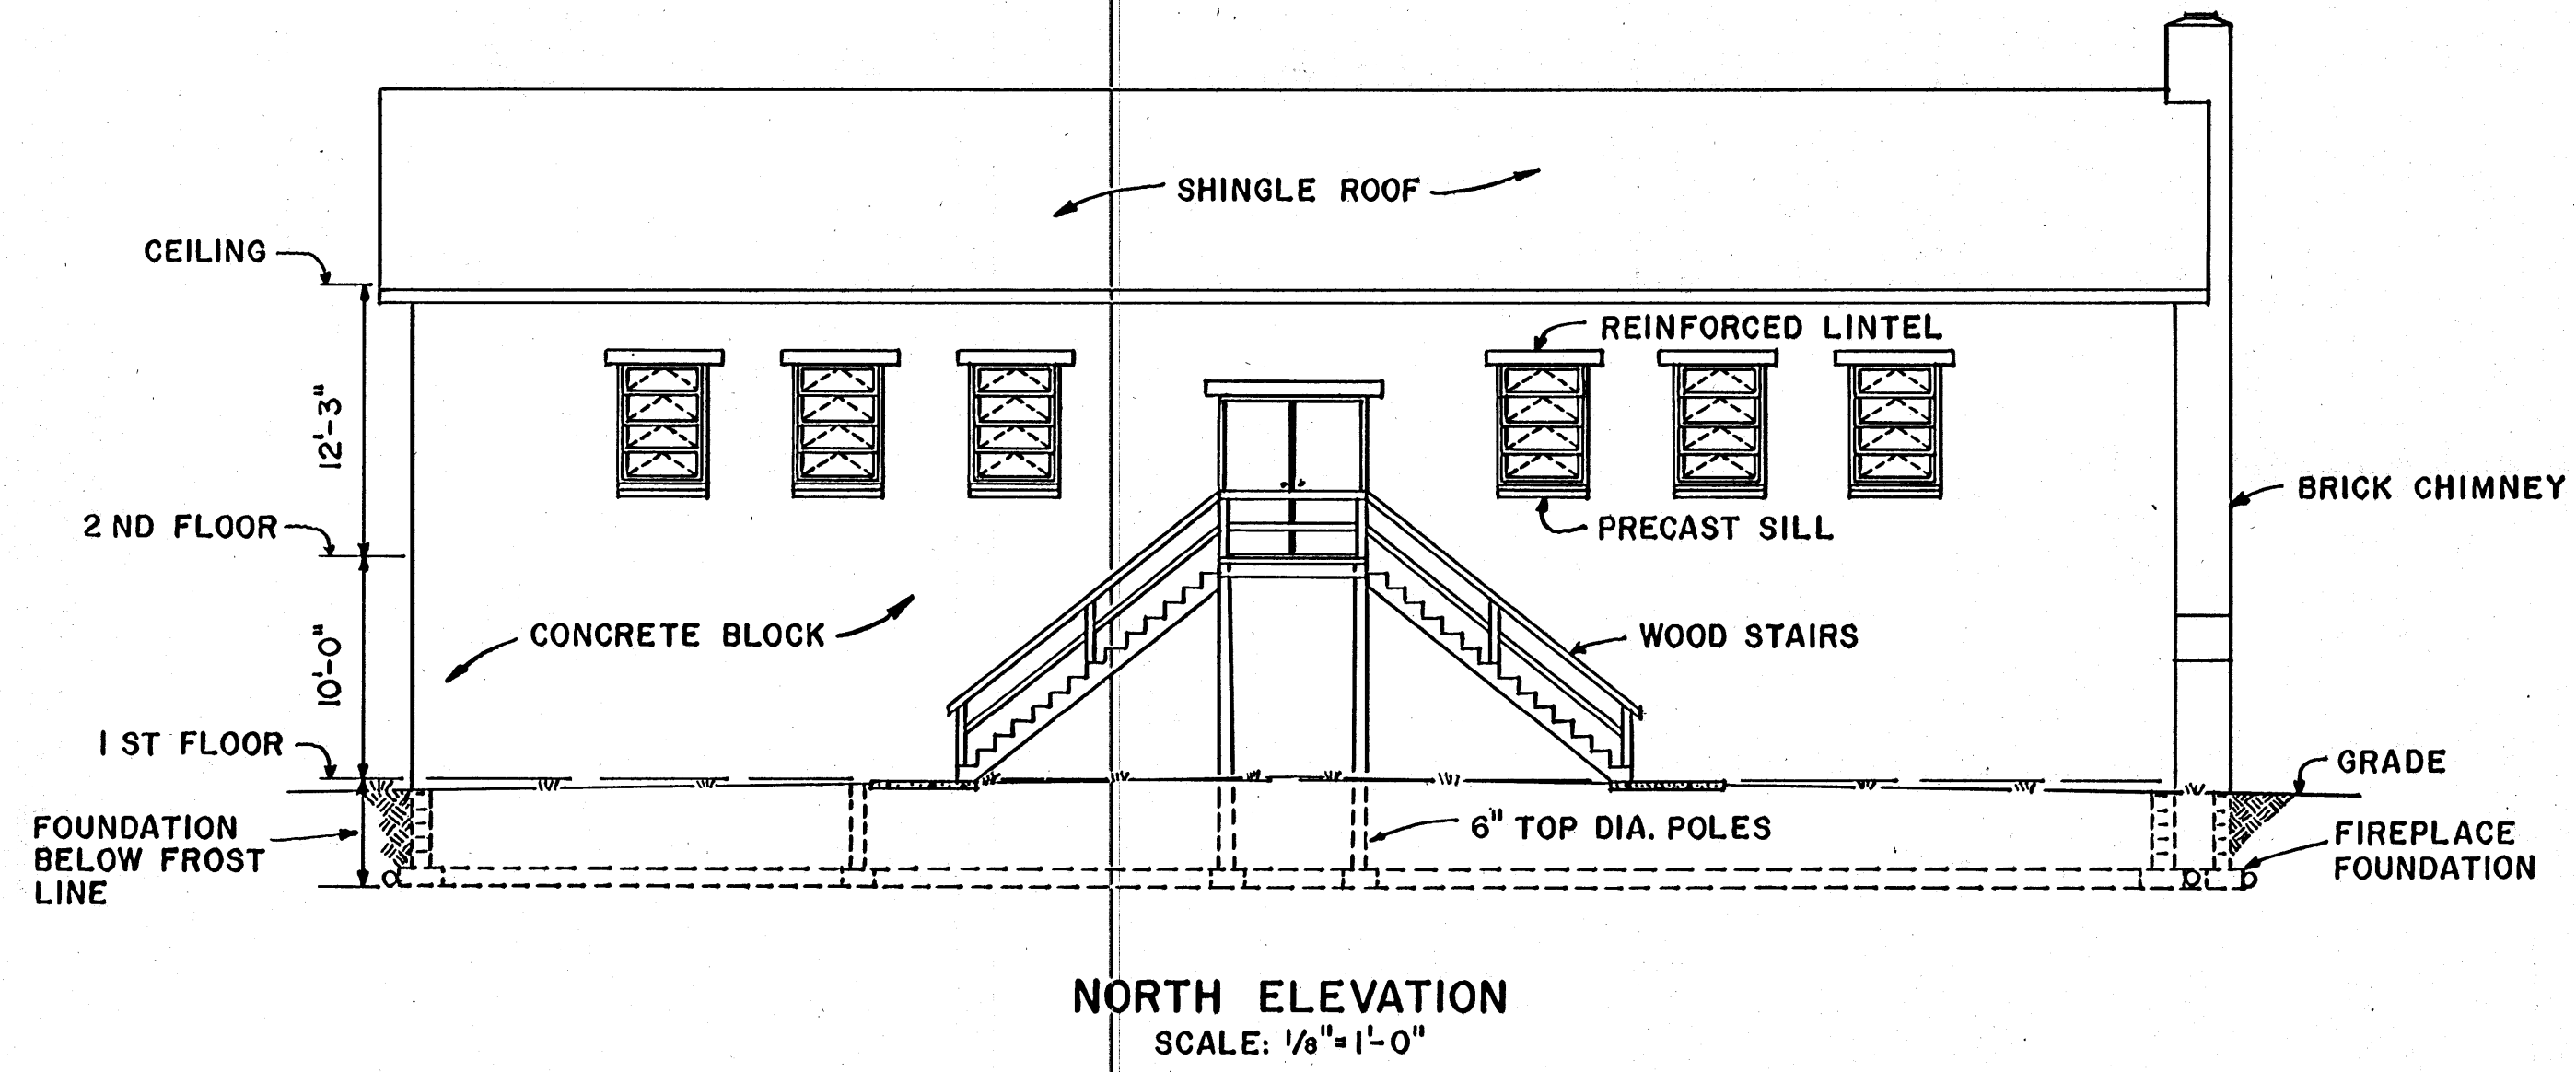 SHINGLE ROOF
CEILING
REINFORCED LINTEL
12'-3"
BRICK CHIMNEY
2 ND FLOOR
PRECAST SILL
CONCRETE BLOCK
WOOD STAIRS
10'-0"
1 ST FLOOR
GRADE
FOUNDATION
BELOW FROST
LINE
6" TOP DIA. POLES
FIREPLACE
FOUNDATION
NORTH ELEVATION
SCALE: 1/8"=1'-0"